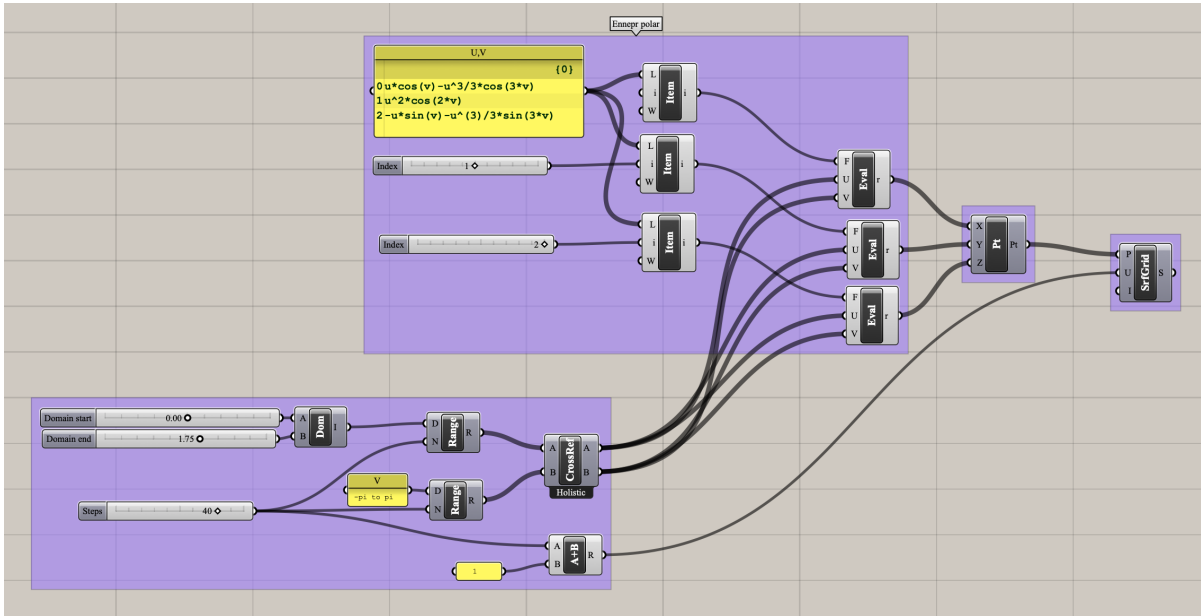 Ennepr polar
U,V
{0}
0 u*cos(v)-u^3/3*cos(3*v)
1 u^2*cos(2*v)
2 -u*sin(v)-u^(3)/3*sin(3*v)
L i W Item i
Index 1
L i W Item i
Index 2
L i W Item i
F U V Eval r
F U V Eval r
F U V Eval r
X Y Z Pt Pt
P U I SrfGrid S
Domain start 0.00
Domain end 1.75
A B Dom I
D N Range R
V
-pi to pi
D N Range R
A B CrossRef A B
Holistic
Steps 40
1
A B A+B R